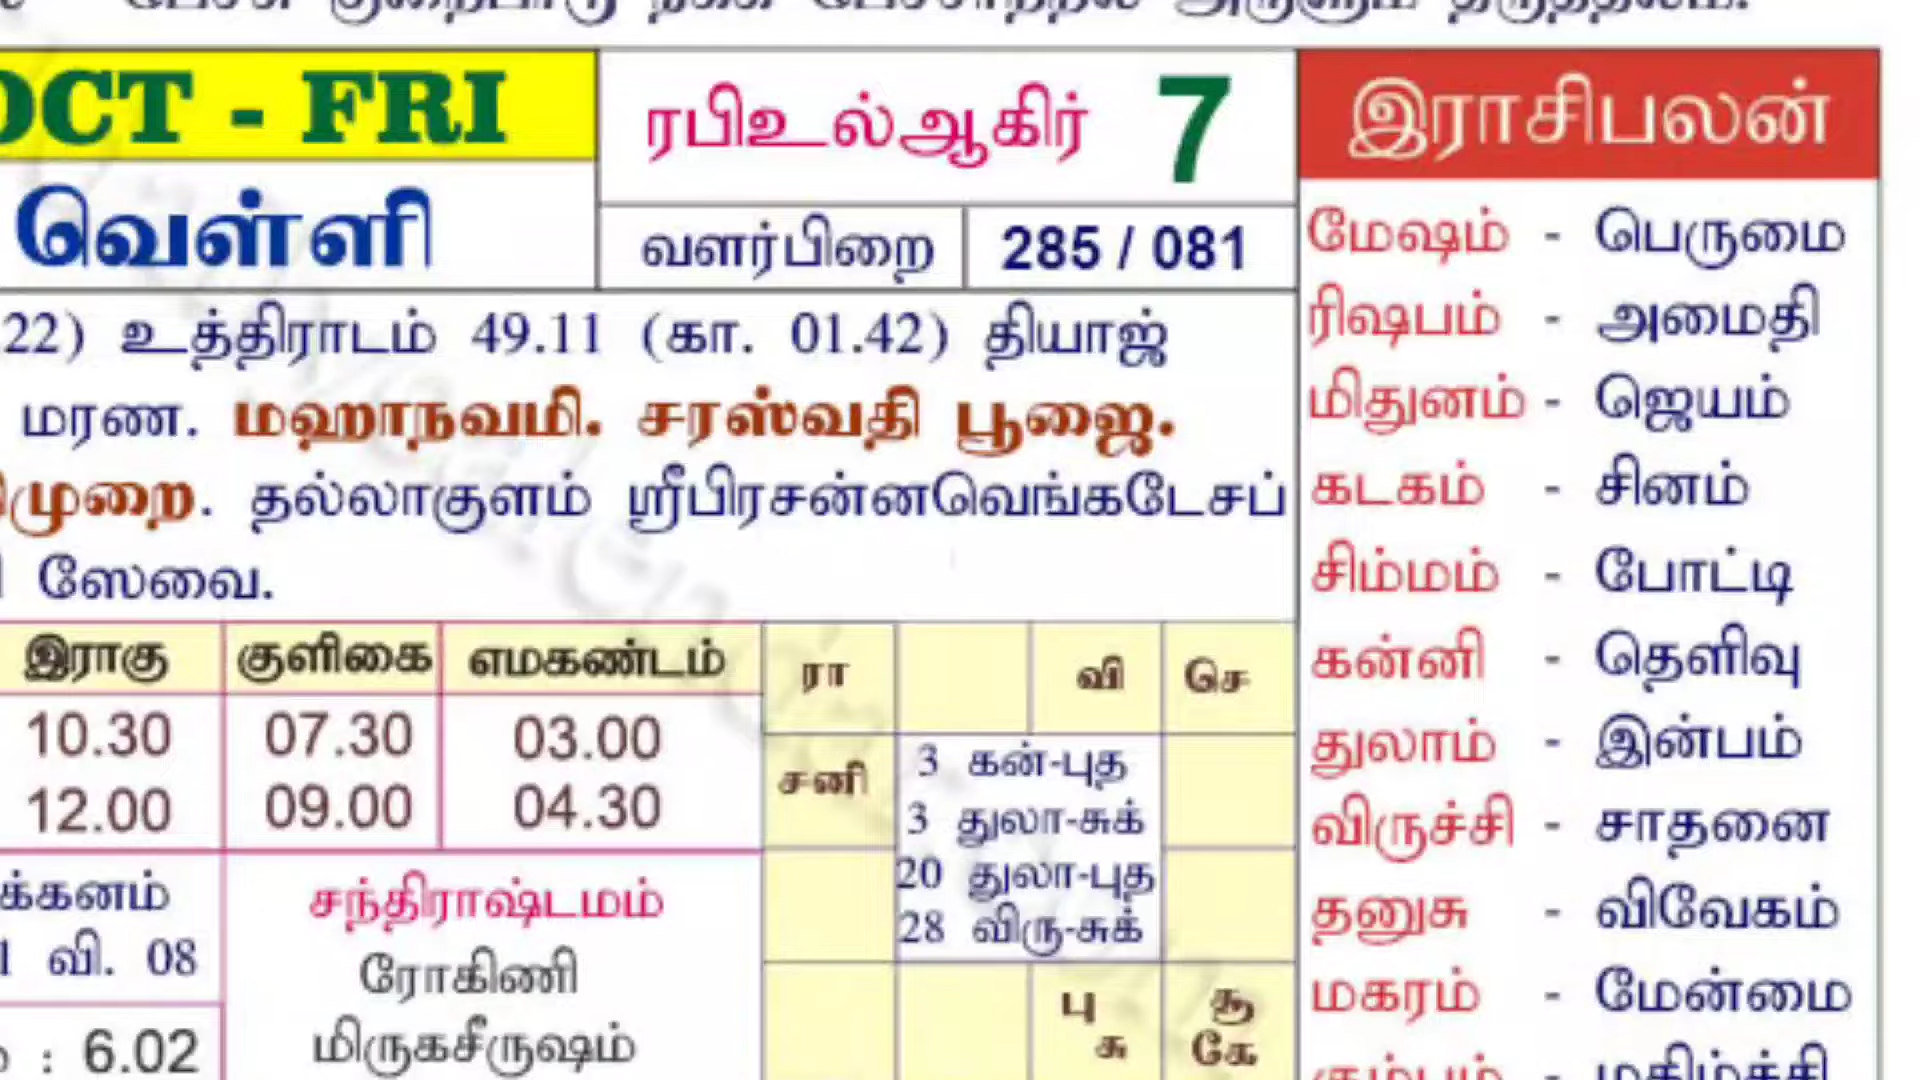 OCT - FRI
ரபிஉல்ஆகிர் 7
இராசிபலன்
வெள்ளி
வளர்பிறை 285 / 081
22) உத்திராடம் 49.11 (கா. 01.42) தியாஜ்
மரண. மஹாநவமி. சரஸ்வதி பூஜை.
தல்லாகுளம் ஸ்ரீபிரசன்னவெங்கடேசப்
ஸேவை.
மேஷம் - பெருமை
ரிஷபம் - அமைதி
மிதுனம் - ஜெயம்
கடகம் - சினம்
சிம்மம் - போட்டி
கன்னி - தெளிவு
துலாம் - இன்பம்
விருச்சி - சாதனை
தனுசு - விவேகம்
மகரம் - மேன்மை
கும்பம் - மகிழ்ச்சி
இராகு குளிகை எமகண்டம்
10.30 07.30 03.00
12.00 09.00 04.30
ரா வி செ
சனி
3 கன்-புத
3 துலா-சுக்
20 துலா-புத
28 விரு-சுக்
பு சூ
சு கே
வி. 08
சந்திராஷ்டமம்
ரோகிணி
மிருகசீருஷம்
: 6.02